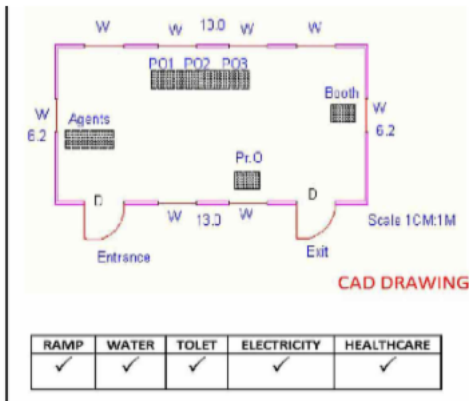 W W 13.0 W W
PO1 PO2 PO3
Booth
W W
Agents
6.2 6.2
Pr.O
D D
W 13.0 W
Scale 1CM:1M
Entrance Exit
CAD DRAWING
RAMP WATER TOLET ELECTRICITY HEALTHCARE
✓ ✓ ✓ ✓ ✓